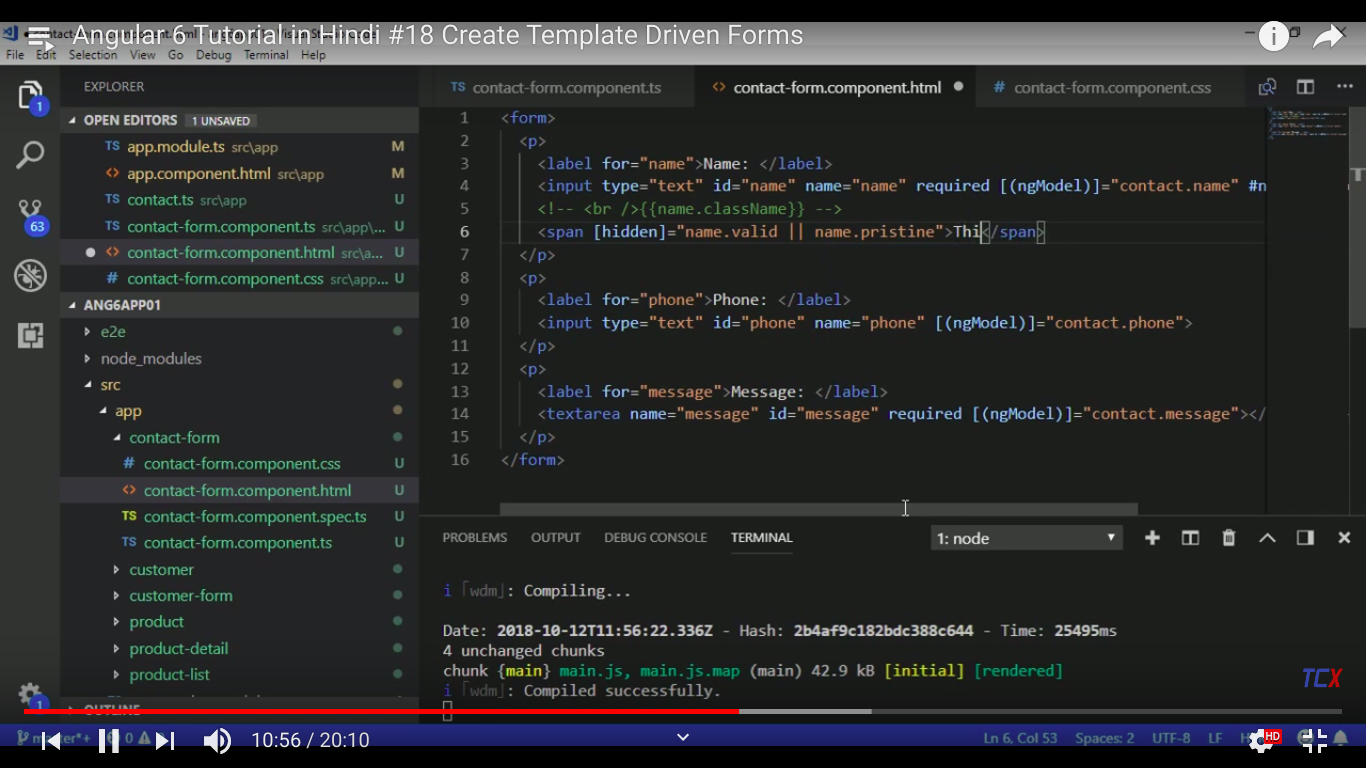 Angular 6 Tutorial in Hindi #18 Create Template Driven Forms
File Edit Selection View Go Debug Terminal Help
EXPLORER
OPEN EDITORS 1 UNSAVED
TS app.module.ts src\app M
<> app.component.html src\app M
TS contact.ts src\app U
TS contact-form.component.ts src\app\... U
<> contact-form.component.html src\a... U
# contact-form.component.css src\app... U
ANG6APP01
e2e
node_modules
src
app
contact-form
# contact-form.component.css U
<> contact-form.component.html U
TS contact-form.component.spec.ts U
TS contact-form.component.ts U
customer
customer-form
product
product-detail
product-list
OUTLINE
1
63
1
TS contact-form.component.ts <> contact-form.component.html # contact-form.component.css
1 <form>
2 <p>
3 <label for="name">Name: </label>
4 <input type="text" id="name" name="name" required [(ngModel)]="contact.name" #n
5 <!-- <br />{{name.className}} -->
6 <span [hidden]="name.valid || name.pristine">Thi</span>
7 </p>
8 <p>
9 <label for="phone">Phone: </label>
10 <input type="text" id="phone" name="phone" [(ngModel)]="contact.phone">
11 </p>
12 <p>
13 <label for="message">Message: </label>
14 <textarea name="message" id="message" required [(ngModel)]="contact.message"></
15 </p>
16 </form>
PROBLEMS OUTPUT DEBUG CONSOLE TERMINAL 1: node
i ｢wdm｣: Compiling...
Date: 2018-10-12T11:56:22.336Z - Hash: 2b4af9c182bdc388c644 - Time: 25495ms
4 unchanged chunks
chunk {main} main.js, main.js.map (main) 42.9 kB [initial] [rendered]
i ｢wdm｣: Compiled successfully.
TCX
10:56 / 20:10
0
Ln 6, Col 53 Spaces: 2 UTF-8 LF
HD